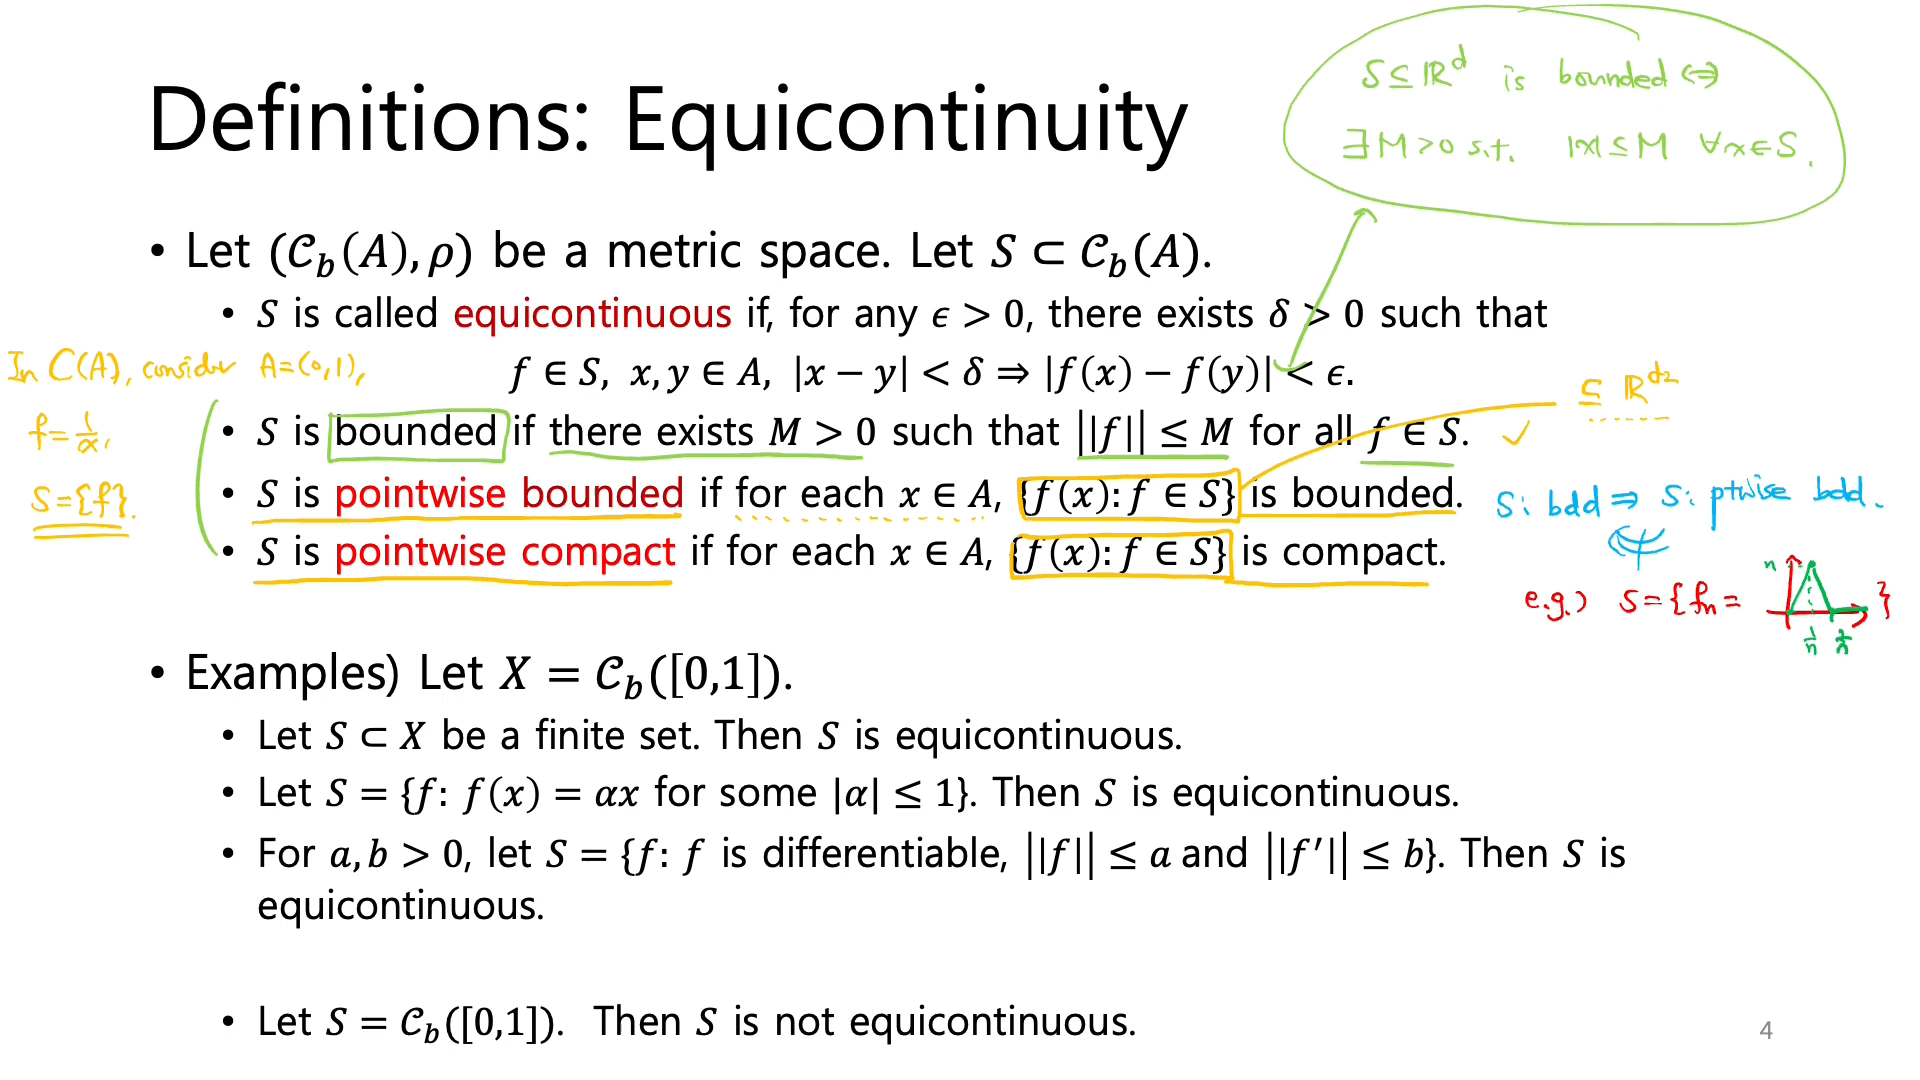 S ⊆ ℝᵈ is bounded ⇔
∃M>0 s.t. |x| ≤ M ∀x∈S.
Definitions: Equicontinuity
• Let (𝒞_b(A), ρ) be a metric space. Let S ⊂ 𝒞_b(A).
• S is called equicontinuous if, for any ϵ > 0, there exists δ > 0 such that
f ∈ S, x, y ∈ A, |x − y| < δ ⇒ |f(x) − f(y)| < ϵ.
In C(A), consider A=(0,1),
f = 1/x,
S={f}.
• S is bounded if there exists M > 0 such that ||f|| ≤ M for all f ∈ S.
⊆ ℝ^d₂
• S is pointwise bounded if for each x ∈ A, {f(x): f ∈ S} is bounded.
S: bdd ⇒ S: ptwise bdd.
• S is pointwise compact if for each x ∈ A, {f(x): f ∈ S} is compact.
e.g.) S={fn = }
n
1/n 2/n
• Examples) Let X = 𝒞_b([0,1]).
• Let S ⊂ X be a finite set. Then S is equicontinuous.
• Let S = {f: f(x) = αx for some |α| ≤ 1}. Then S is equicontinuous.
• For a, b > 0, let S = {f: f is differentiable, ||f|| ≤ a and ||f′|| ≤ b}. Then S is
equicontinuous.
• Let S = 𝒞_b([0,1]). Then S is not equicontinuous.
4